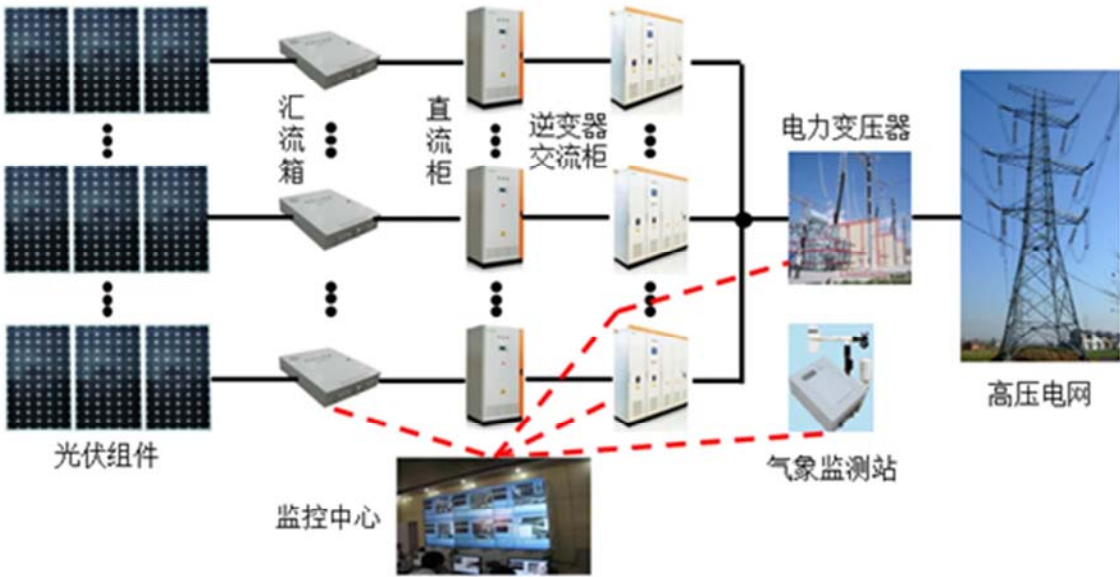 汇流箱
直流柜
逆变器
交流柜
电力变压器
高压电网
光伏组件
气象监测站
监控中心